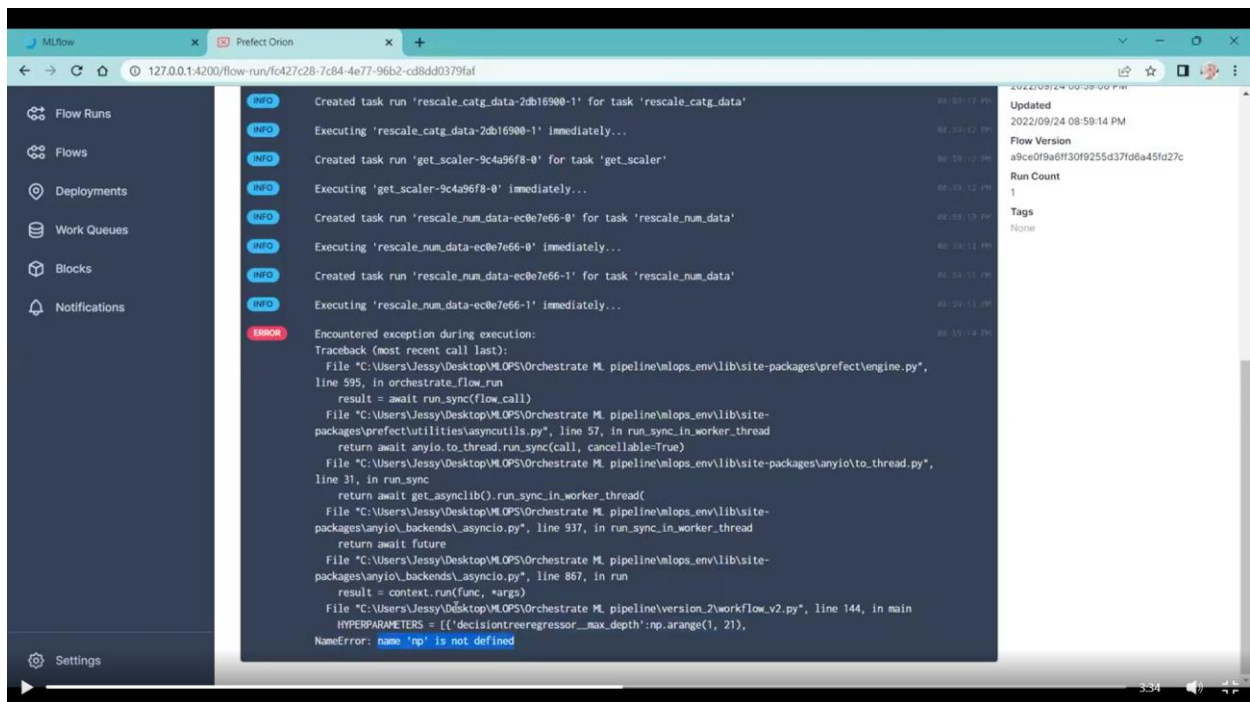 MLflow
Prefect Orion
127.0.0.1:4200/flow-run/fc427c28-7c84-4e77-96b2-cd8dd0379faf
Flow Runs
Flows
Deployments
Work Queues
Blocks
Notifications
Settings
INFO Created task run 'rescale_catg_data-2db16900-1' for task 'rescale_catg_data'
INFO Executing 'rescale_catg_data-2db16900-1' immediately...
INFO Created task run 'get_scaler-9c4a96f8-0' for task 'get_scaler'
INFO Executing 'get_scaler-9c4a96f8-0' immediately...
INFO Created task run 'rescale_num_data-ec0e7e66-0' for task 'rescale_num_data'
INFO Executing 'rescale_num_data-ec0e7e66-0' immediately...
INFO Created task run 'rescale_num_data-ec0e7e66-1' for task 'rescale_num_data'
INFO Executing 'rescale_num_data-ec0e7e66-1' immediately...
ERROR Encountered exception during execution:
Traceback (most recent call last):
File "C:\Users\Jessy\Desktop\MLOPS\Orchestrate ML pipeline\mlops_env\lib\site-packages\prefect\engine.py",
line 595, in orchestrate_flow_run
result = await run_sync(flow_call)
File "C:\Users\Jessy\Desktop\MLOPS\Orchestrate ML pipeline\mlops_env\lib\site-
packages\prefect\utilities\asyncutils.py", line 57, in run_sync_in_worker_thread
return await anyio.to_thread.run_sync(call, cancellable=True)
File "C:\Users\Jessy\Desktop\MLOPS\Orchestrate ML pipeline\mlops_env\lib\site-packages\anyio\to_thread.py",
line 31, in run_sync
return await get_asynclib().run_sync_in_worker_thread(
File "C:\Users\Jessy\Desktop\MLOPS\Orchestrate ML pipeline\mlops_env\lib\site-
packages\anyio\_backends\_asyncio.py", line 937, in run_sync_in_worker_thread
return await future
File "C:\Users\Jessy\Desktop\MLOPS\Orchestrate ML pipeline\mlops_env\lib\site-
packages\anyio\_backends\_asyncio.py", line 867, in run
result = context.run(func, *args)
File "C:\Users\Jessy\Desktop\MLOPS\Orchestrate ML pipeline\version_2\workflow_v2.py", line 144, in main
HYPERPARAMETERS = [{'decisiontreeregressor__max_depth':np.arange(1, 21),
NameError: name 'np' is not defined
Updated
2022/09/24 08:59:14 PM
Flow Version
a9ce0f9a6ff30f9255d37fd6a45fd27c
Run Count
1
Tags
None
3:34